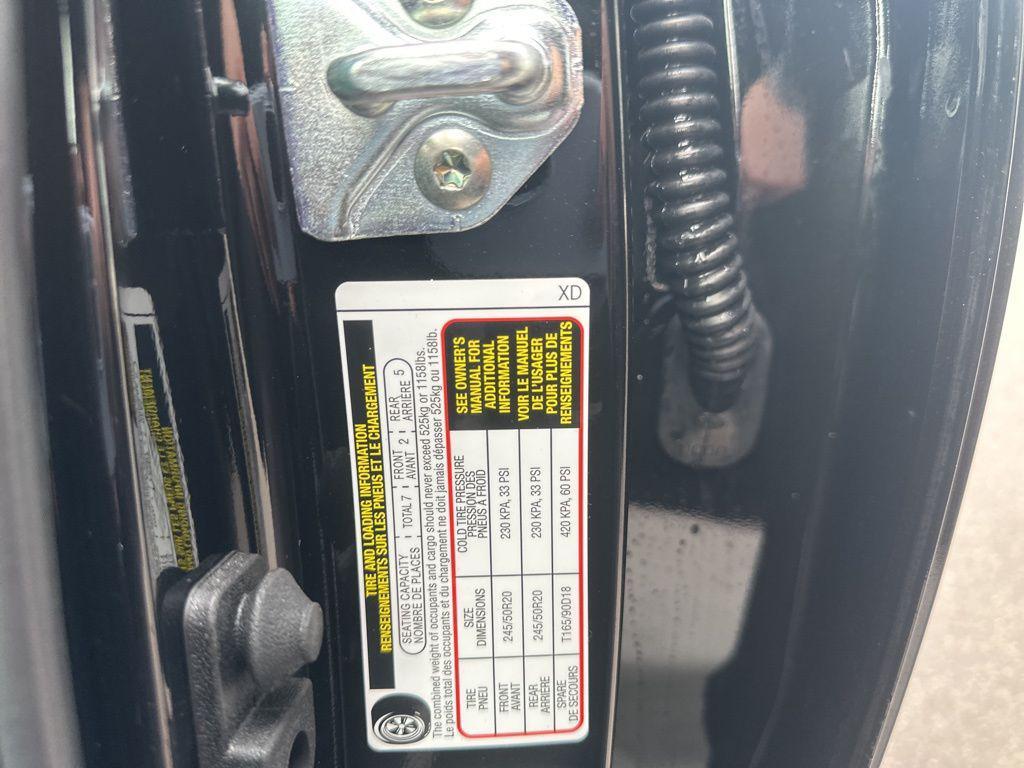 TIRE AND LOADING INFORMATION
RENSEIGNEMENTS SUR LES PNEUS ET LE CHARGEMENT
SEATING CAPACITY TOTAL 7 FRONT 2 REAR 5
NOMBRE DE PLACES AVANT ARRIÈRE
The combined weight of occupants and cargo should never exceed 525kg or 1158lbs.
Le poids total des occupants et du chargement ne doit jamais dépasser 525kg ou 1158lb.
TIRE SIZE COLD TIRE PRESSURE
PNEU DIMENSIONS PRESSION DES
PNEUS À FROID
FRONT 245/50R20 230 KPA, 33 PSI
AVANT
REAR 245/50R20 230 KPA, 33 PSI
ARRIÈRE
SPARE T165/90D18 420 KPA, 60 PSI
DE SECOURS
SEE OWNER'S
MANUAL FOR
ADDITIONAL
INFORMATION
VOIR LE MANUEL
DE L'USAGER
POUR PLUS DE
RENSEIGNEMENTS
XD